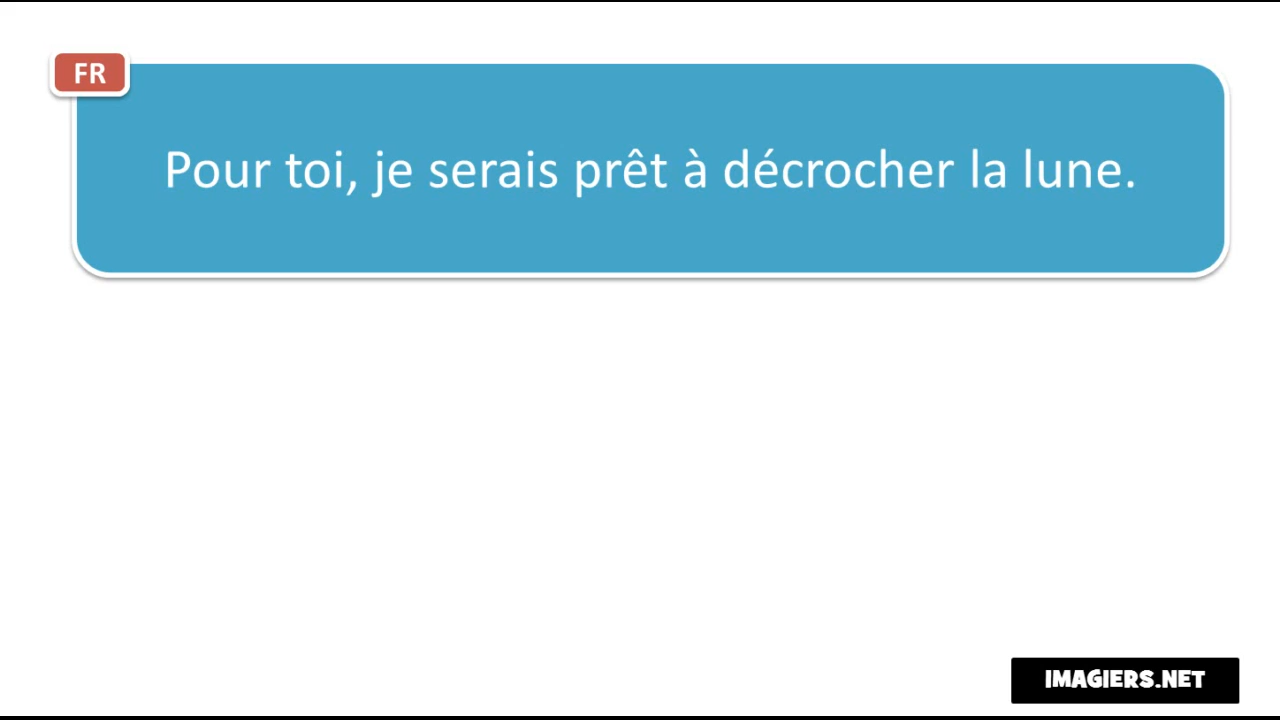 FR
Pour toi, je serais prêt à décrocher la lune.
IMAGIERS.NET